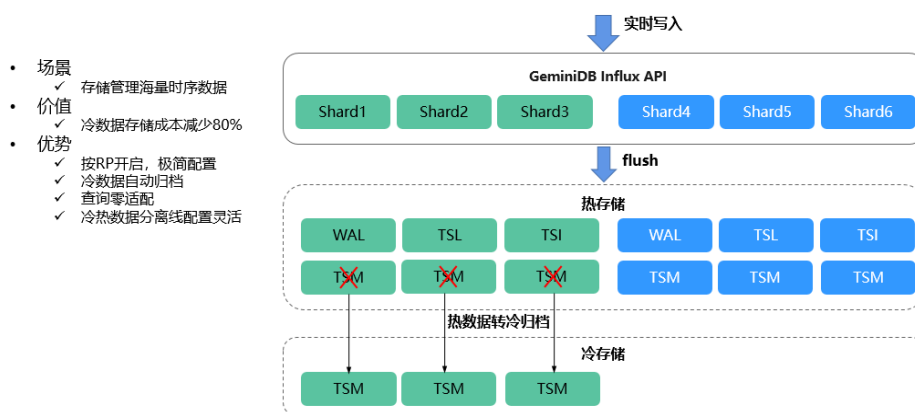 实时写入
• 场景
✓ 存储管理海量时序数据
• 价值
✓ 冷数据存储成本减少80%
• 优势
✓ 按RP开启，极简配置
✓ 冷数据自动归档
✓ 查询零适配
✓ 冷热数据分离线配置灵活
GeminiDB Influx API
Shard1 Shard2 Shard3 Shard4 Shard5 Shard6
flush
热存储
WAL TSL TSI WAL TSL TSI
TSM TSM TSM TSM TSM TSM
热数据转冷归档
冷存储
TSM TSM TSM